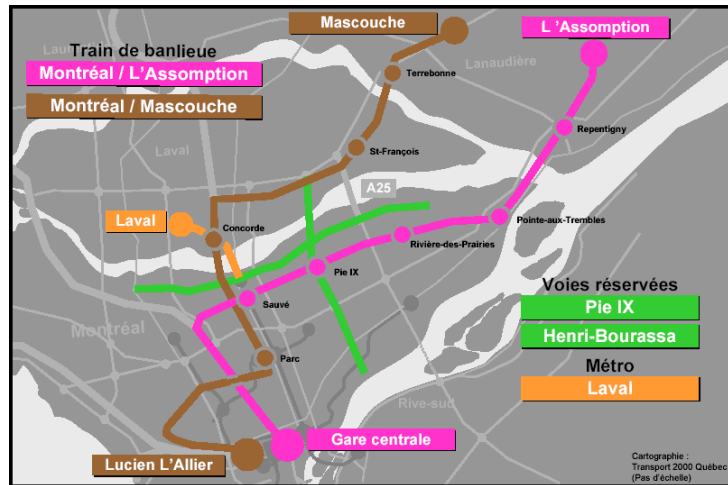 Mascouche
L 'Assomption
Train de banlieue
Montréal / L'Assomption
Montréal / Mascouche
Lanaudière
Terrebonne
Repentigny
St-François
Laval
A25
Laval
Concorde
Pointe-aux-Trembles
Rivière-des-Prairies
Pie IX
Sauvé
Montréal
Parc
Voies réservées
Pie IX
Henri-Bourassa
Métro
Laval
Rive-sud
Gare centrale
Lucien L'Allier
Cartographie :
Transport 2000 Québec
(Pas d'échelle)